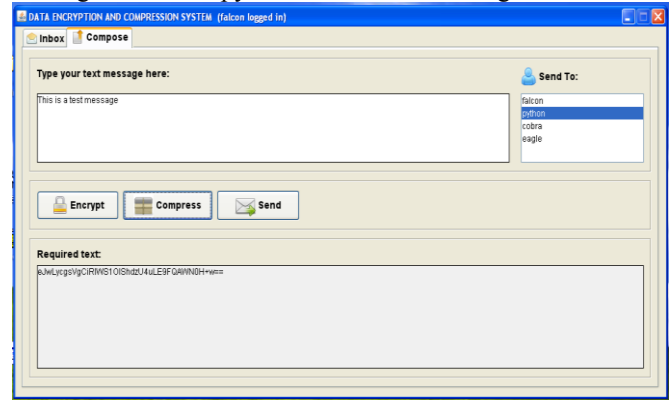 DATA ENCRYPTION AND COMPRESSION SYSTEM (falcon logged in)
Inbox Compose
Type your text message here:
Send To:
This is a test message
falcon
python
cobra
eagle
Encrypt Compress Send
Required text:
eJwLycgsVgCiRIWS1OIShdzU4uLE9FQAWN0H+w==